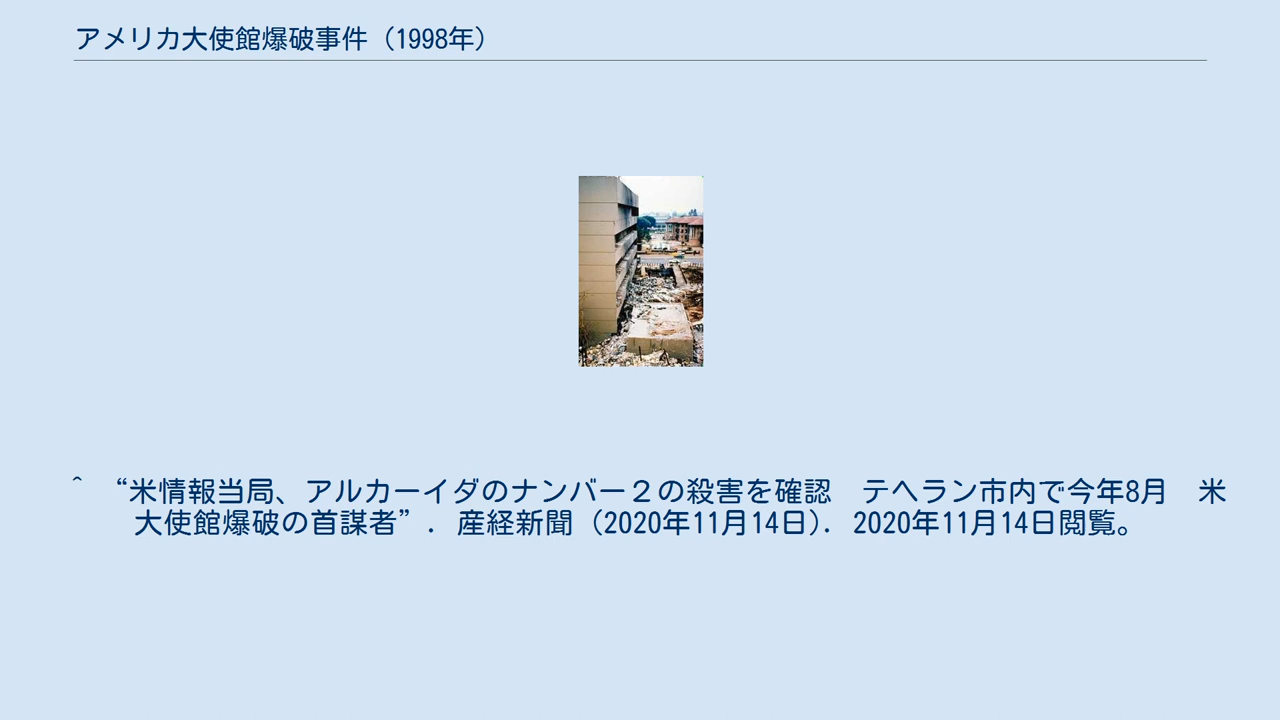 アメリカ大使館爆破事件（1998年）
^ “米情報当局、アルカーイダのナンバー２の殺害を確認　テヘラン市内で今年8月　米
大使館爆破の首謀者”. 産経新聞 (2020年11月14日). 2020年11月14日閲覧。